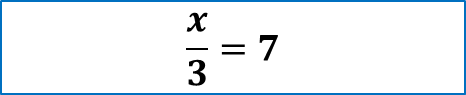 x/3 = 7